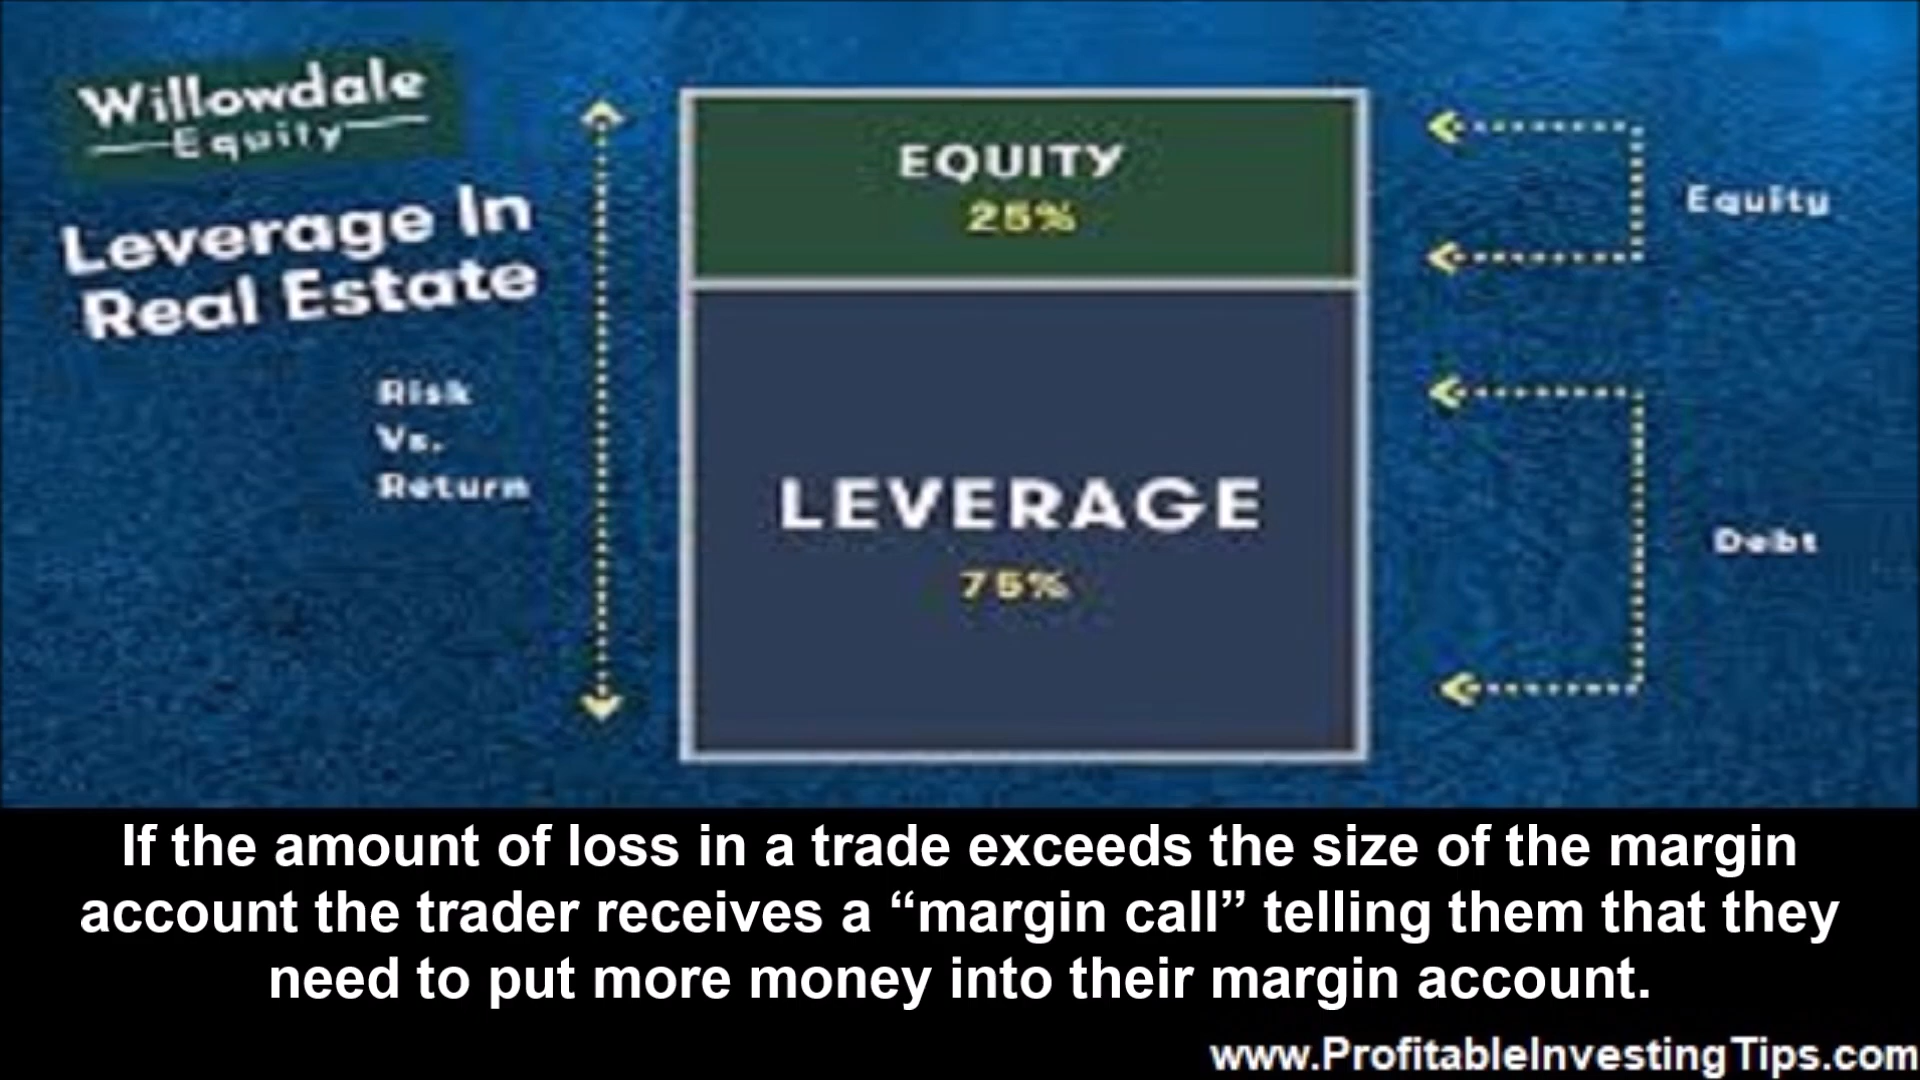 Willowdale
Equity
Leverage In
Real Estate
Risk
Vs.
Return
EQUITY
25%
LEVERAGE
75%
Equity
Debt
If the amount of loss in a trade exceeds the size of the margin
account the trader receives a “margin call” telling them that they
need to put more money into their margin account.
www.ProfitableInvestingTips.com